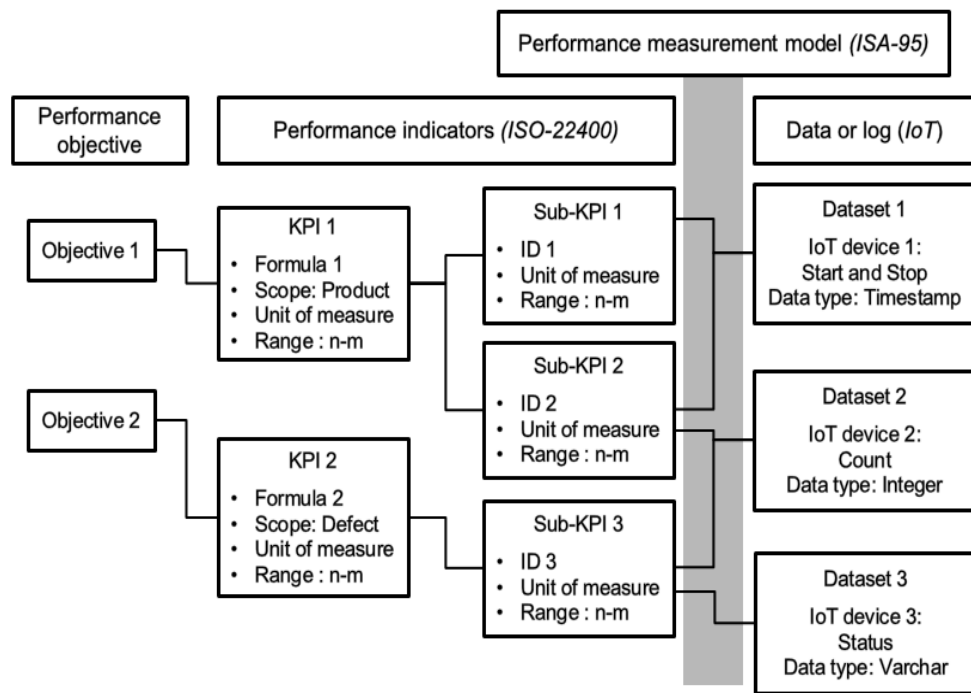 Performance measurement model (ISA-95)
Performance
objective
Performance indicators (ISO-22400)
Data or log (IoT)
Objective 1
KPI 1
• Formula 1
• Scope: Product
• Unit of measure
• Range : n-m
Sub-KPI 1
• ID 1
• Unit of measure
• Range : n-m
Dataset 1
IoT device 1:
Start and Stop
Data type: Timestamp
Sub-KPI 2
• ID 2
• Unit of measure
• Range : n-m
Objective 2
KPI 2
• Formula 2
• Scope: Defect
• Unit of measure
• Range : n-m
Dataset 2
IoT device 2:
Count
Data type: Integer
Sub-KPI 3
• ID 3
• Unit of measure
• Range : n-m
Dataset 3
IoT device 3:
Status
Data type: Varchar